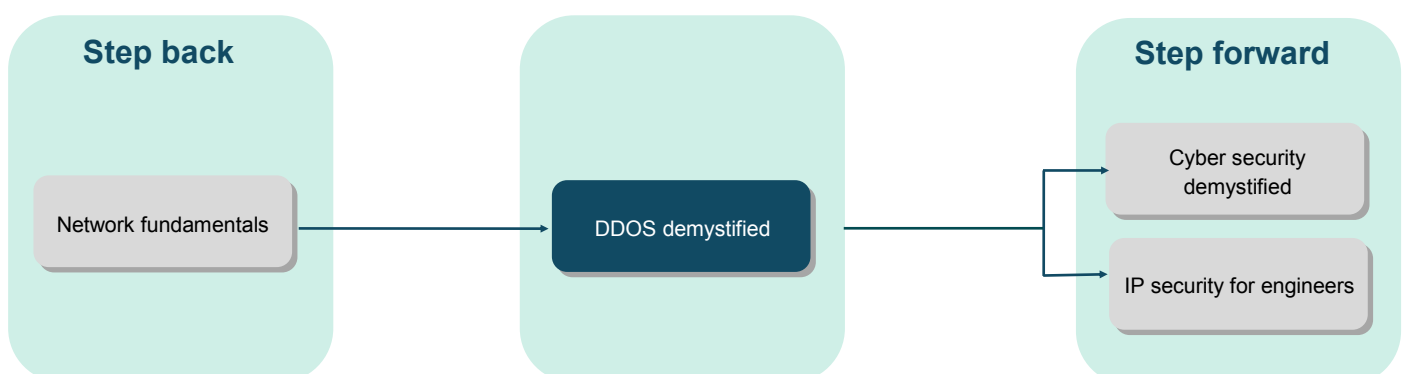 Step back
Network fundamentals
DDOS demystified
Step forward
Cyber security
demystified
IP security for engineers